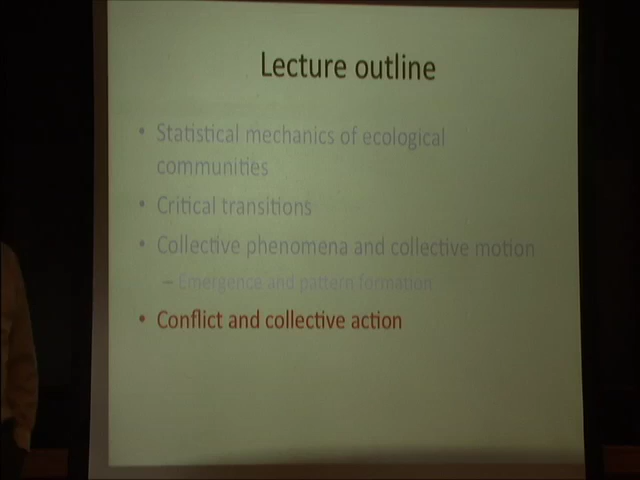 Lecture outline
• Statistical mechanics of ecological
communities
• Critical transitions
• Collective phenomena and collective motion
– Emergence and pattern formation
• Conflict and collective action